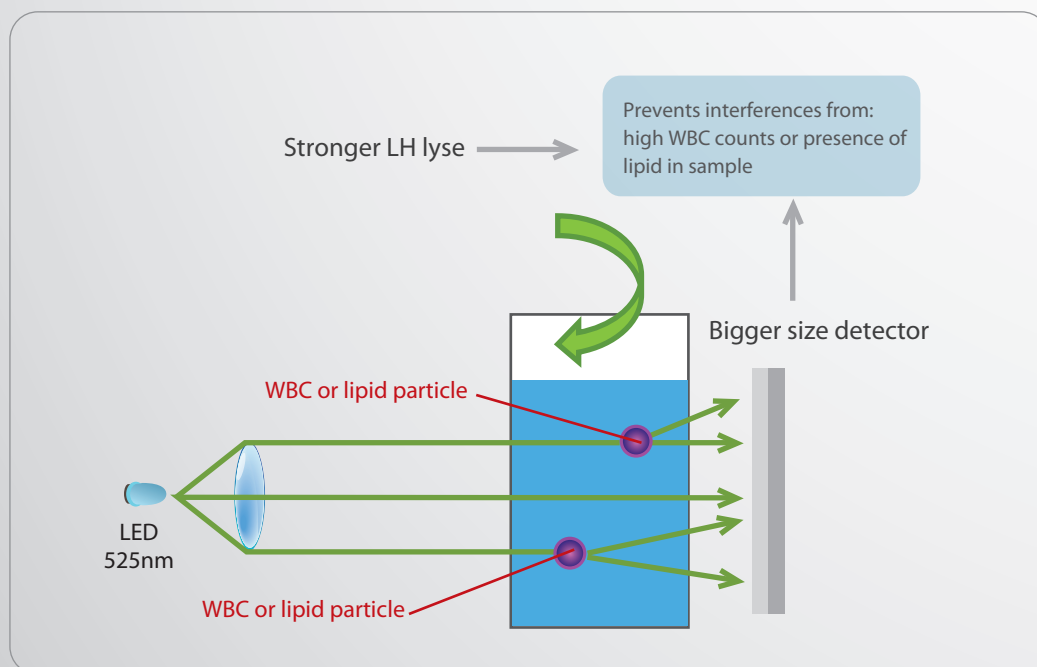 Prevents interferences from:
high WBC counts or presence of
lipid in sample
Stronger LH lyse
Bigger size detector
WBC or lipid particle
LED
525nm
WBC or lipid particle